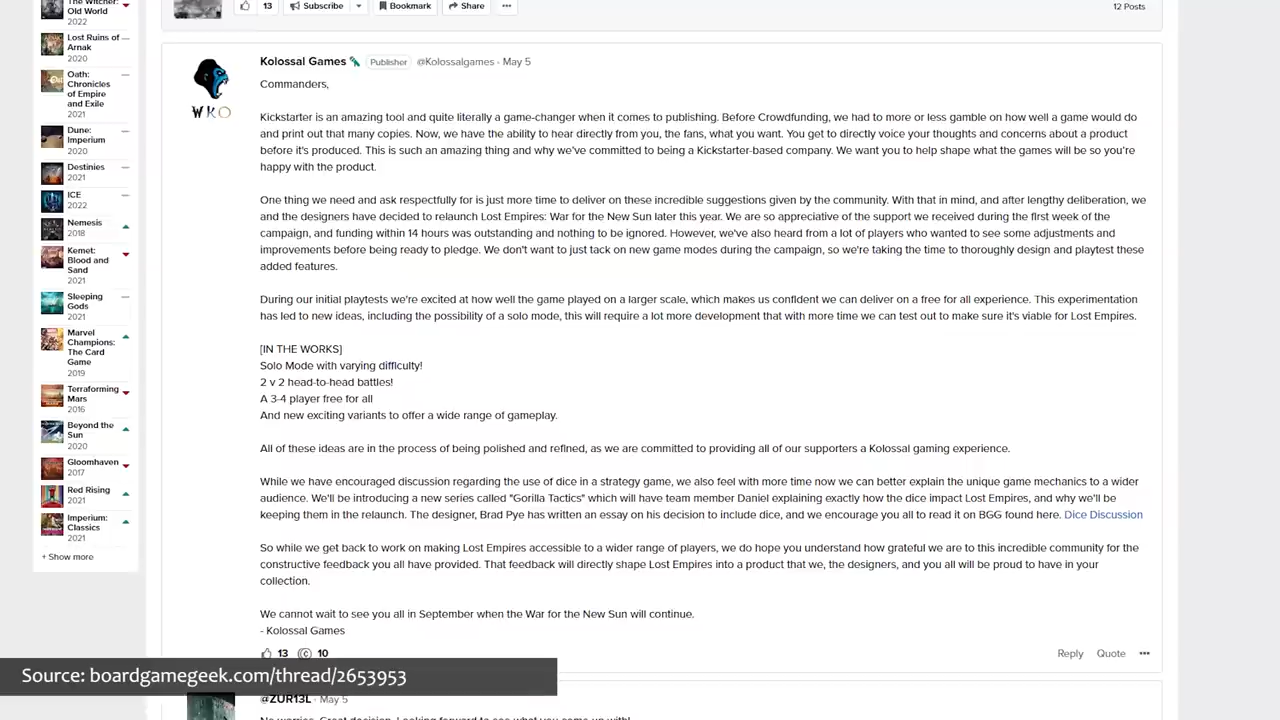 The Witcher:
Old World
2022
Lost Ruins of
Arnak
2020
Oath:
Chronicles
of Empire
and Exile
2021
Dune:
Imperium
2020
Destinies
2021
ICE
2022
Nemesis
2018
Kemet:
Blood and
Sand
2021
Sleeping
Gods
2021
Marvel
Champions:
The Card
Game
2019
Terraforming
Mars
2016
Beyond the
Sun
2020
Gloomhaven
2017
Red Rising
2021
Imperium:
Classics
2021
+ Show more
13 Subscribe Bookmark Share
12 Posts
Kolossal Games Publisher @Kolossalgames · May 5
WKO
Commanders,
Kickstarter is an amazing tool and quite literally a game-changer when it comes to publishing. Before Crowdfunding, we had to more or less gamble on how well a game would do
and print out that many copies. Now, we have the ability to hear directly from you, the fans, what you want. You get to directly voice your thoughts and concerns about a product
before it's produced. This is such an amazing thing and why we've committed to being a Kickstarter-based company. We want you to help shape what the games will be so you're
happy with the product.
One thing we need and ask respectfully for is just more time to deliver on these incredible suggestions given by the community. With that in mind, and after lengthy deliberation, we
and the designers have decided to relaunch Lost Empires: War for the New Sun later this year. We are so appreciative of the support we received during the first week of the
campaign, and funding within 14 hours was outstanding and nothing to be ignored. However, we've also heard from a lot of players who wanted to see some adjustments and
improvements before being ready to pledge. We don't want to just tack on new game modes during the campaign, so we're taking the time to thoroughly design and playtest these
added features.
During our initial playtests we're excited at how well the game played on a larger scale, which makes us confident we can deliver on a free for all experience. This experimentation
has led to new ideas, including the possibility of a solo mode, this will require a lot more development that with more time we can test out to make sure it's viable for Lost Empires.
[IN THE WORKS]
Solo Mode with varying difficulty!
2 v 2 head-to-head battles!
A 3-4 player free for all
And new exciting variants to offer a wide range of gameplay.
All of these ideas are in the process of being polished and refined, as we are committed to providing all of our supporters a Kolossal gaming experience.
While we have encouraged discussion regarding the use of dice in a strategy game, we also feel with more time now we can better explain the unique game mechanics to a wider
audience. We'll be introducing a new series called "Gorilla Tactics" which will have team member Daniel explaining exactly how the dice impact Lost Empires, and why we'll be
keeping them in the relaunch. The designer, Brad Pye has written an essay on his decision to include dice, and we encourage you all to read it on BGG found here. Dice Discussion
So while we get back to work on making Lost Empires accessible to a wider range of players, we do hope you understand how grateful we are to this incredible community for the
constructive feedback you all have provided. That feedback will directly shape Lost Empires into a product that we, the designers, and you all will be proud to have in your
collection.
We cannot wait to see you all in September when the War for the New Sun will continue.
- Kolossal Games
13 © 10
Reply Quote
Source: boardgamegeek.com/thread/2653953
@ZUR13L · May 5
No worries. Great decision. Looking forward to see what you come up with!